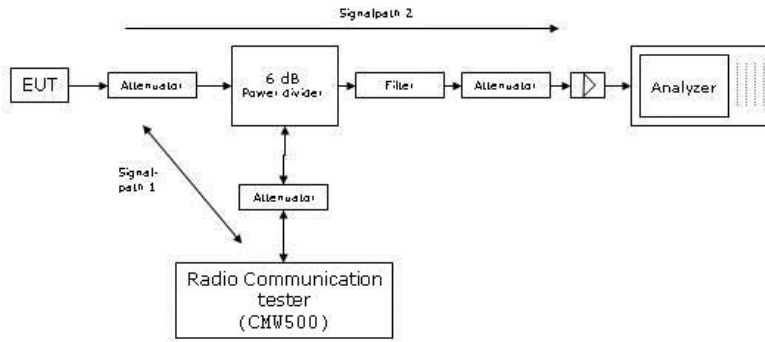 Signalpath 2
EUT
Attenuator
6 dB
Power divider
Filter
Attenuator
Analyzer
Signal-
path 1
Attenuator
Radio Communication
tester
(CMW500)